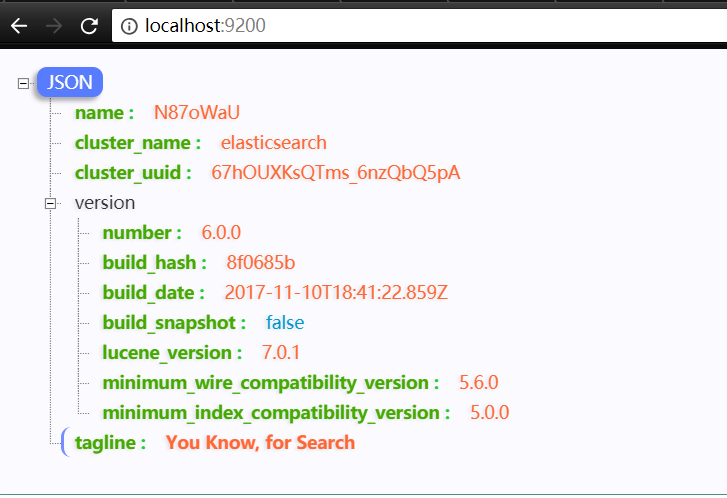 localhost:9200
JSON
name : N87oWaU
cluster_name : elasticsearch
cluster_uuid : 67hOUXKsQTms_6nzQbQ5pA
version
number : 6.0.0
build_hash : 8f0685b
build_date : 2017-11-10T18:41:22.859Z
build_snapshot : false
lucene_version : 7.0.1
minimum_wire_compatibility_version : 5.6.0
minimum_index_compatibility_version : 5.0.0
tagline : You Know, for Search